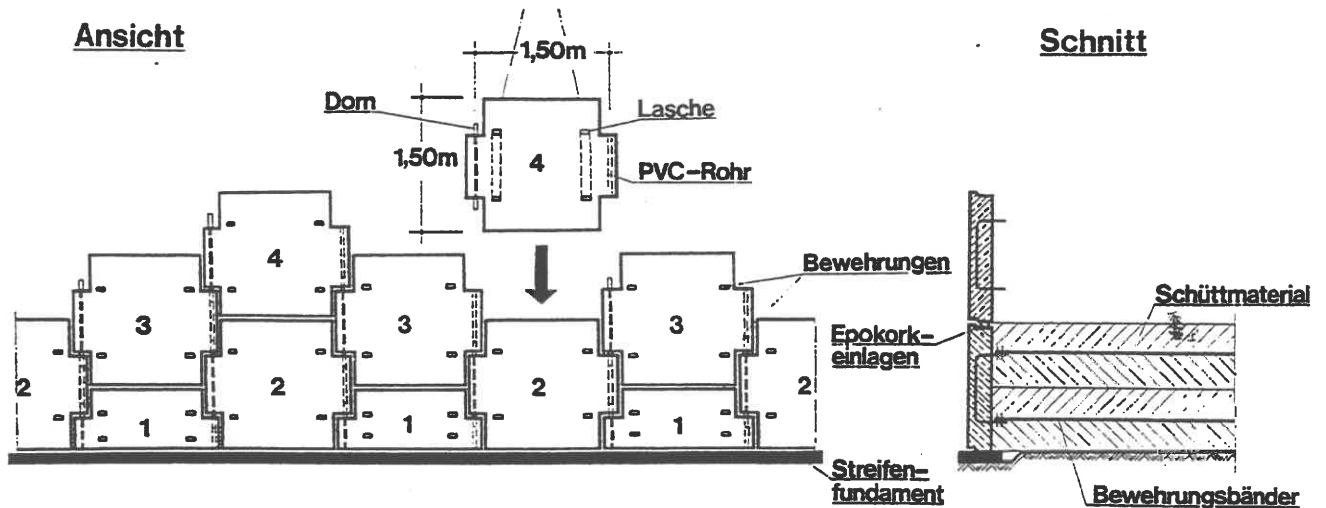 Ansicht
Schnitt
1,50m
Dorn
Lasche
1,50m
4
PVC-Rohr
4
Bewehrungen
3
3
3
Schüttmaterial
Epokork-
einlagen
2
2
2
2
1
1
1
Streifen-
fundament
Bewehrungsbänder